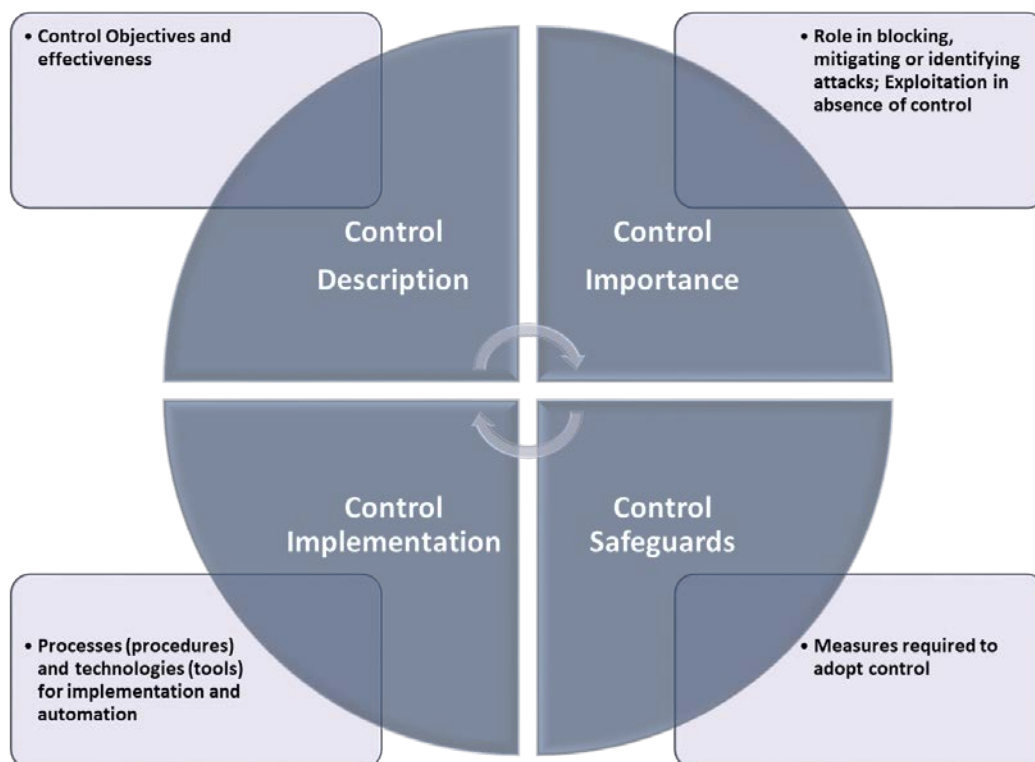 • Control Objectives and
effectiveness
• Role in blocking,
mitigating or identifying
attacks; Exploitation in
absence of control
Control
Description
Control
Importance
Control
Implementation
Control
Safeguards
• Processes (procedures)
and technologies (tools)
for implementation and
automation
• Measures required to
adopt control